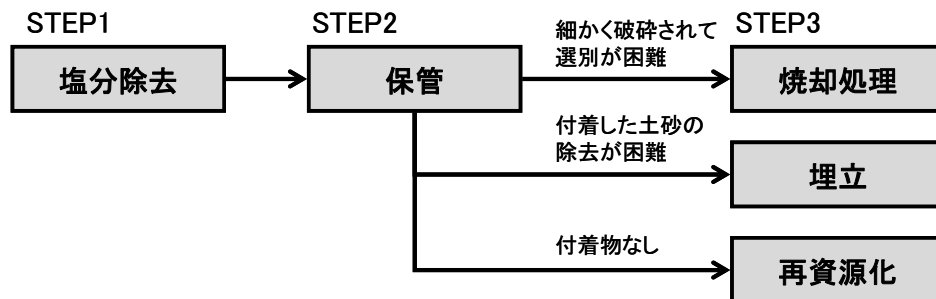 STEP1
STEP2
STEP3
細かく破砕されて
選別が困難
塩分除去
保管
焼却処理
付着した土砂の
除去が困難
埋立
付着物なし
再資源化